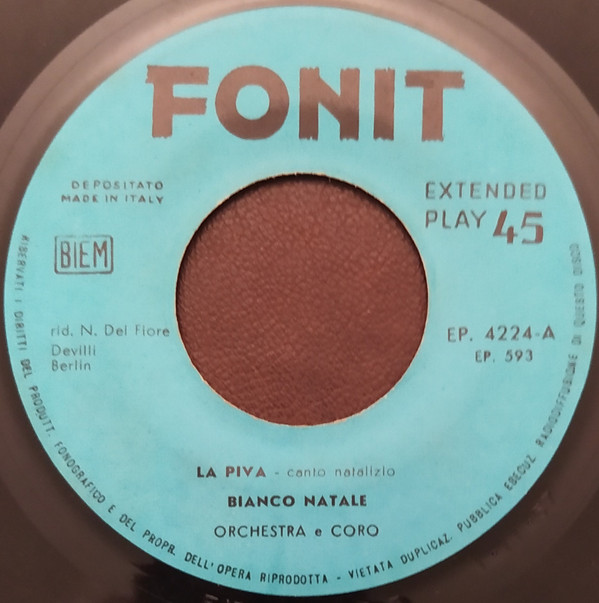 FONIT
DEPOSITATO
MADE IN ITALY
EXTENDED
PLAY 45
BIEM
rid. N. Del Fiore
Devilli
Berlin
EP. 4224-A
EP. 593
LA PIVA - canto natalizio
BIANCO NATALE
ORCHESTRA e CORO
RISERVATI I DIRITTI DEL PRODUTT. FONOGRAFICO E DEL PROPR. DELL'OPERA RIPRODOTTA - VIETATA DUPLICAZ. PUBBLICA EBECUZ RADIODIFFUSIONE DI QUESTO DISCO